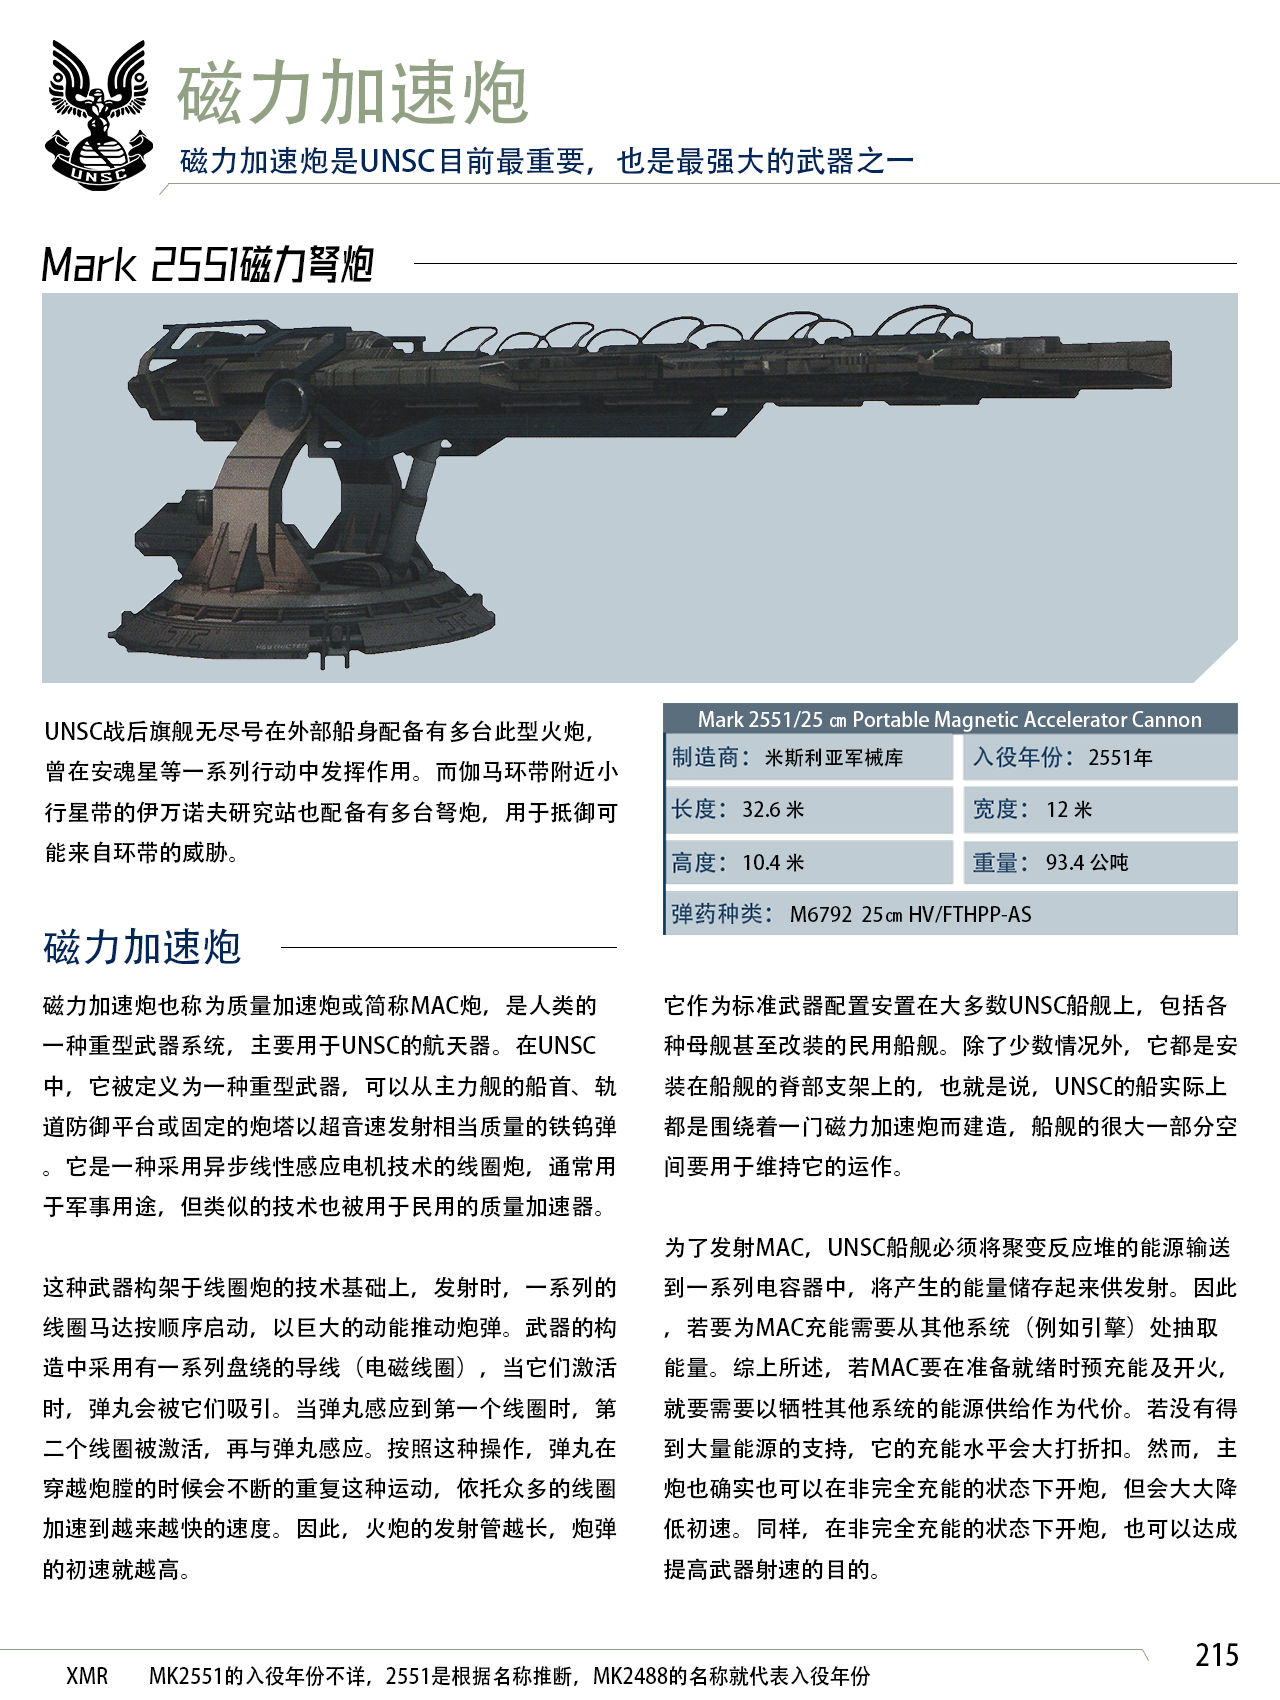 UNSC
磁力加速炮
磁力加速炮是UNSC目前最重要，也是最强大的武器之一
Mark 2551磁力弩炮
UNSC战后旗舰无尽号在外部船身配备有多台此型火炮，
曾在安魂星等一系列行动中发挥作用。而伽马环带附近小
行星带的伊万诺夫研究站也配备有多台弩炮，用于抵御可
能来自环带的威胁。
Mark 2551/25 ㎝ Portable Magnetic Accelerator Cannon
制造商：米斯利亚军械库
入役年份：2551年
长度：32.6 米
宽度：12 米
高度：10.4 米
重量：93.4 公吨
弹药种类：M6792 25㎝ HV/FTHPP-AS
磁力加速炮
磁力加速炮也称为质量加速炮或简称MAC炮，是人类的
一种重型武器系统，主要用于UNSC的航天器。在UNSC
中，它被定义为一种重型武器，可以从主力舰的船首、轨
道防御平台或固定的炮塔以超音速发射相当质量的铁钨弹
。它是一种采用异步线性感应电机技术的线圈炮，通常用
于军事用途，但类似的技术也被用于民用的质量加速器。
这种武器构架于线圈炮的技术基础上，发射时，一系列的
线圈马达按顺序启动，以巨大的动能推动炮弹。武器的构
造中采用有一系列盘绕的导线（电磁线圈），当它们激活
时，弹丸会被它们吸引。当弹丸感应到第一个线圈时，第
二个线圈被激活，再与弹丸感应。按照这种操作，弹丸在
穿越炮膛的时候会不断的重复这种运动，依托众多的线圈
加速到越来越快的速度。因此，火炮的发射管越长，炮弹
的初速就越高。
它作为标准武器配置安置在大多数UNSC船舰上，包括各
种母舰甚至改装的民用船舰。除了少数情况外，它都是安
装在船舰的脊部支架上的，也就是说，UNSC的船实际上
都是围绕着一门磁力加速炮而建造，船舰的很大一部分空
间要用于维持它的运作。
为了发射MAC，UNSC船舰必须将聚变反应堆的能源输送
到一系列电容器中，将产生的能量储存起来供发射。因此
，若要为MAC充能需要从其他系统（例如引擎）处抽取
能量。综上所述，若MAC要在准备就绪时预充能及开火，
就要需要以牺牲其他系统的能源供给作为代价。若没有得
到大量能源的支持，它的充能水平会大打折扣。然而，主
炮也确实也可以在非完全充能的状态下开炮，但会大大降
低初速。同样，在非完全充能的状态下开炮，也可以达成
提高武器射速的目的。
215
XMR MK2551的入役年份不详，2551是根据名称推断，MK2488的名称就代表入役年份